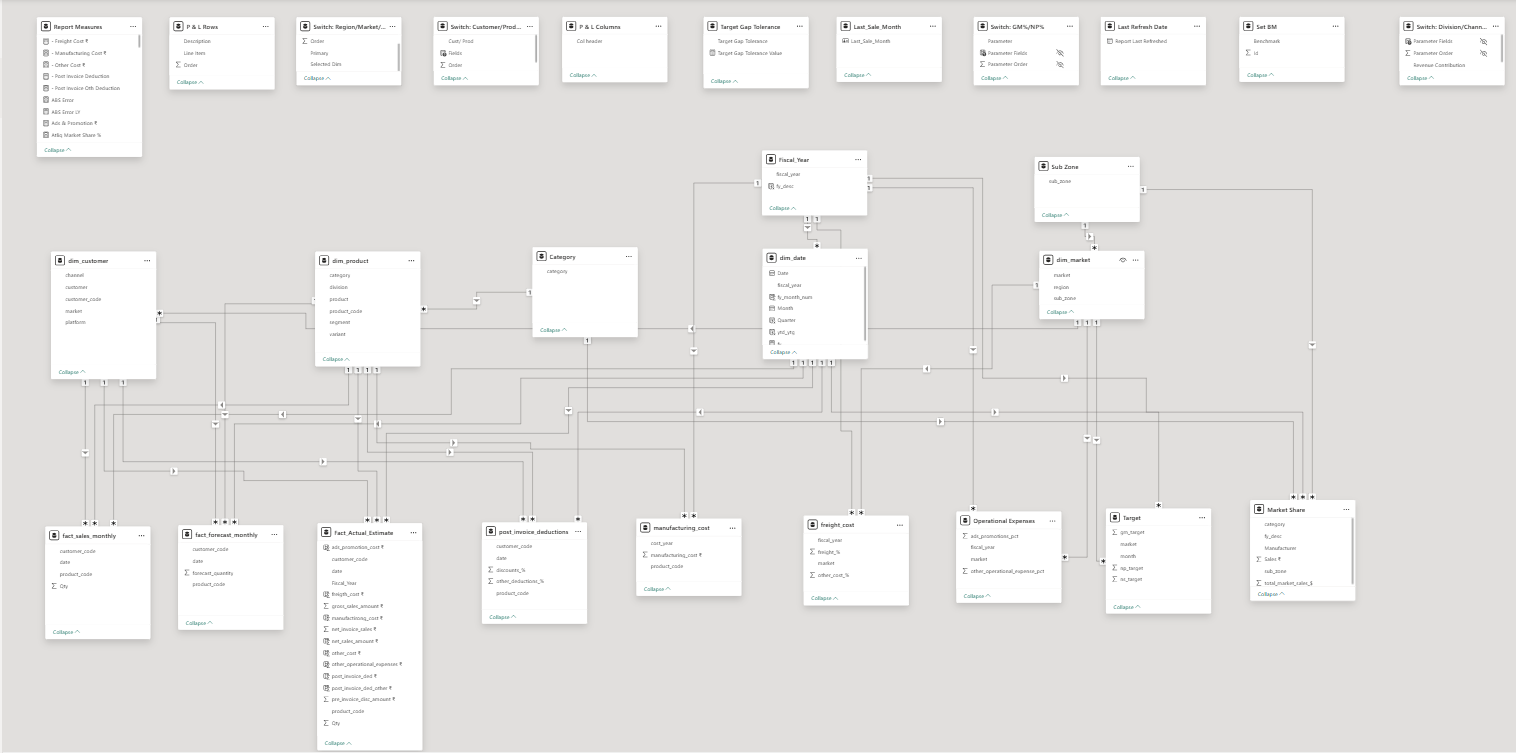 Report Measures
- Freight Cost ₹
- Manufacturing Cost ₹
- Other Cost ₹
- Post Invoice Deduction
- Post Invoice Oth Deduction
ABS Error
ABS Error LY
Ads & Promotion ₹
AtliQ Market Share %
Collapse
P & L Rows
Description
Line Item
Order
Collapse
Switch: Region/Market/...
Order
Primary
Selected Dim
Collapse
Switch: Customer/Prod...
Cust/ Prod
Fields
Order
Collapse
P & L Columns
Col header
Collapse
Target Gap Tolerance
Target Gap Tolerance
Target Gap Tolerance Value
Collapse
Last_Sale_Month
Last_Sale_Month
Collapse
Switch: GM%/NP%
Parameter
Parameter Fields
Parameter Order
Collapse
Last Refresh Date
Report Last Refreshed
Collapse
Set BM
Benchmark
Id
Collapse
Switch: Division/Chann...
Parameter Fields
Parameter Order
Revenue Contribution
Collapse
Fiscal_Year
fiscal_year
fy_desc
Collapse
Sub Zone
sub_zone
Collapse
dim_customer
channel
customer
customer_code
market
platform
Collapse
dim_product
category
division
product
product_code
segment
variant
Collapse
Category
category
Collapse
dim_date
Date
fiscal_year
fy_month_num
Month
Quarter
ytd_ytg
Collapse
dim_market
market
region
sub_zone
Collapse
fact_sales_monthly
customer_code
date
product_code
Qty
Collapse
fact_forecast_monthly
customer_code
date
forecast_quantity
product_code
Collapse
Fact_Actual_Estimate
ads_promotion_cost ₹
customer_code
date
Fiscal_Year
freigth_cost ₹
gross_sales_amount ₹
manufactirong_cost ₹
net_invoice_sales ₹
net_sales_amount ₹
other_cost ₹
other_operational_expenses ₹
post_invoice_ded ₹
post_invoice_ded_other ₹
pre_invoice_disc_amount ₹
product_code
Qty
Collapse
post_invoice_deductions
customer_code
date
discounts_%
other_deductions_%
product_code
Collapse
manufacturing_cost
cost_year
manufacturing_cost ₹
product_code
Collapse
freight_cost
fiscal_year
freight_%
market
other_cost_%
Collapse
Operational Expenses
ads_promotions_pct
fiscal_year
market
other_operational_expense_pct
Collapse
Target
gm_target
market
month
np_target
ns_target
Collapse
Market Share
category
fy_desc
Manufacturer
Sales ₹
sub_zone
total_market_sales_$
Collapse